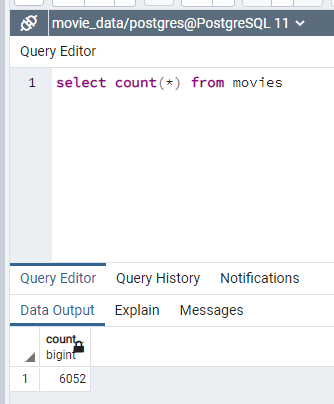 movie_data/postgres@PostgreSQL 11
Query Editor
1 select count(*) from movies
Query Editor Query History Notifications
Data Output Explain Messages
count
bigint
1 6052